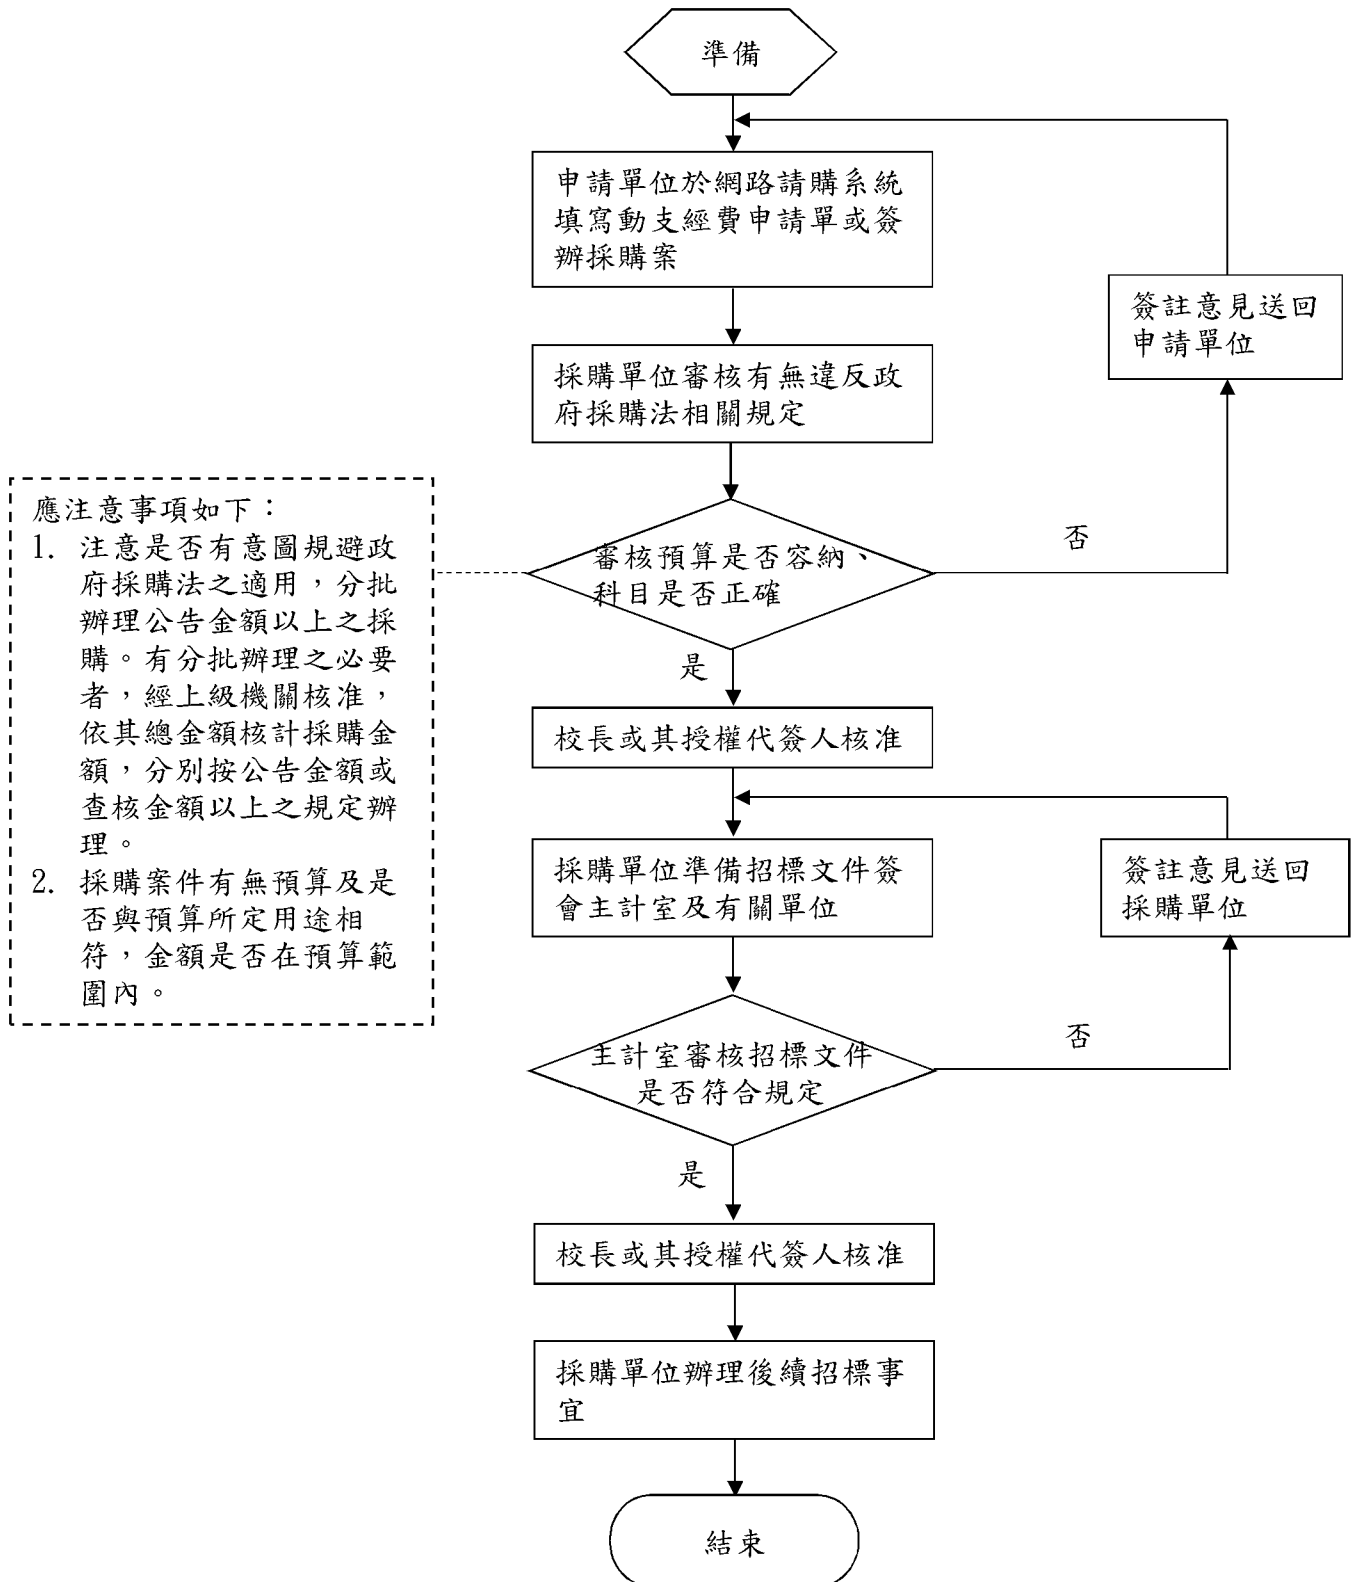 準備
申請單位於網路請購系統
填寫動支經費申請單或簽
辦採購案
簽註意見送回
申請單位
採購單位審核有無違反政
府採購法相關規定
應注意事項如下：
1. 注意是否有意圖規避政
府採購法之適用，分批
辦理公告金額以上之採
購。有分批辦理之必要
者，經上級機關核准，
依其總金額核計採購金
額，分別按公告金額或
查核金額以上之規定辦
理。
2. 採購案件有無預算及是
否與預算所定用途相
符，金額是否在預算範
圍內。
審核預算是否容納、
科目是否正確
否
是
校長或其授權代簽人核准
採購單位準備招標文件簽
會主計室及有關單位
簽註意見送回
採購單位
主計室審核招標文件
是否符合規定
否
是
校長或其授權代簽人核准
採購單位辦理後續招標事
宜
結束